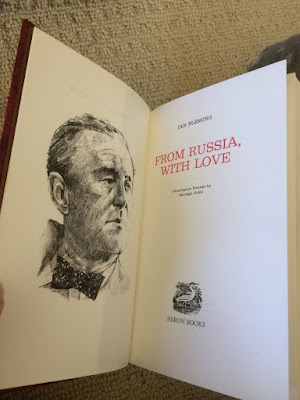 IAN FLEMING
FROM RUSSIA,
WITH LOVE
Frontispiece Portrait by
HERON BOOKS